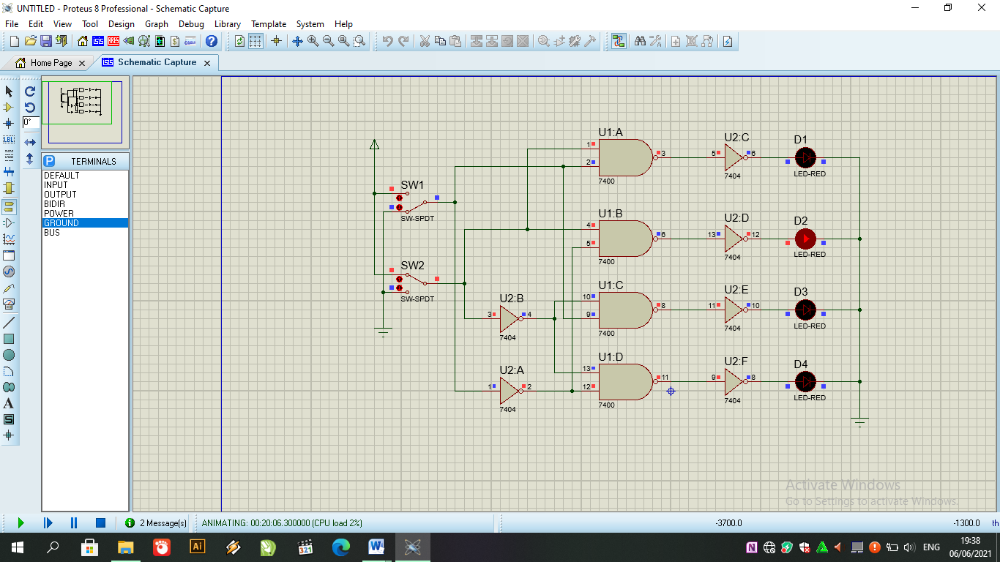 UNTITLED - Proteus 8 Professional - Schematic Capture
File Edit View Tool Design Graph Debug Library Template System Help
Home Page
Schematic Capture
0°
LBL
P TERMINALS
DEFAULT
INPUT
OUTPUT
BIDIR
POWER
GROUND
BUS
A
S
SW1
SW-SPDT
SW2
SW-SPDT
U2:B
3 4
7404
U2:A
1 2
7404
U1:A
1
2
3
7400
U1:B
4
5
6
7400
U1:C
10
9
8
7400
U1:D
13
12
11
7400
U2:C
5 6
7404
U2:D
13 12
7404
U2:E
11 10
7404
U2:F
9 8
7404
D1
LED-RED
D2
LED-RED
D3
LED-RED
D4
LED-RED
Activate Windows
Go to Settings to activate Windows.
2 Message(s)
ANIMATING: 00:20:06.300000 (CPU load 2%)
-3700.0
-1300.0
th
Ai
321
W
N
ENG
19:38
06/06/2021